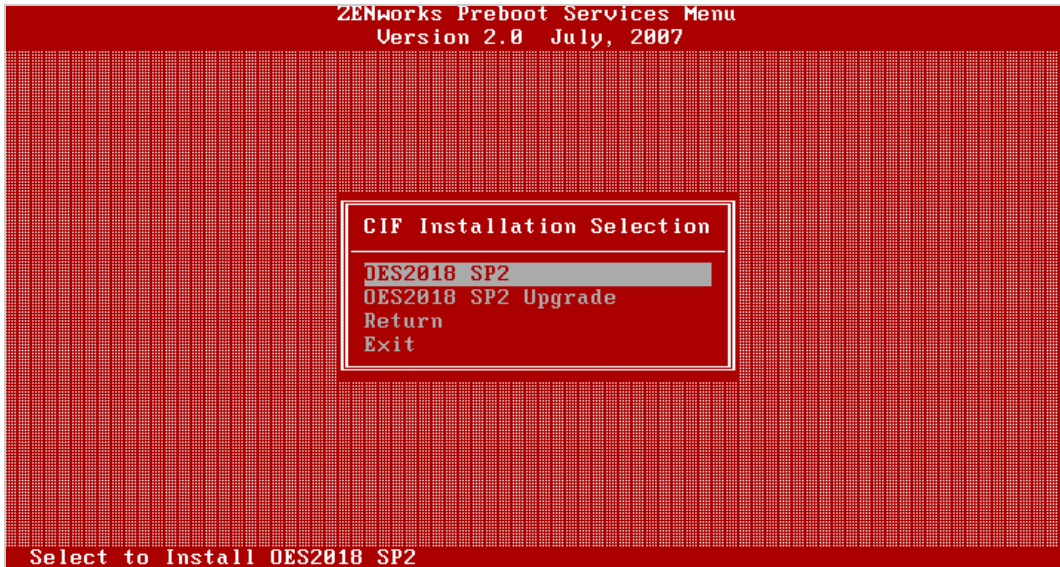 ZENworks Preboot Services Menu
Version 2.0 July, 2007
CIF Installation Selection
OES2018 SP2
OES2018 SP2 Upgrade
Return
Exit
Select to Install OES2018 SP2